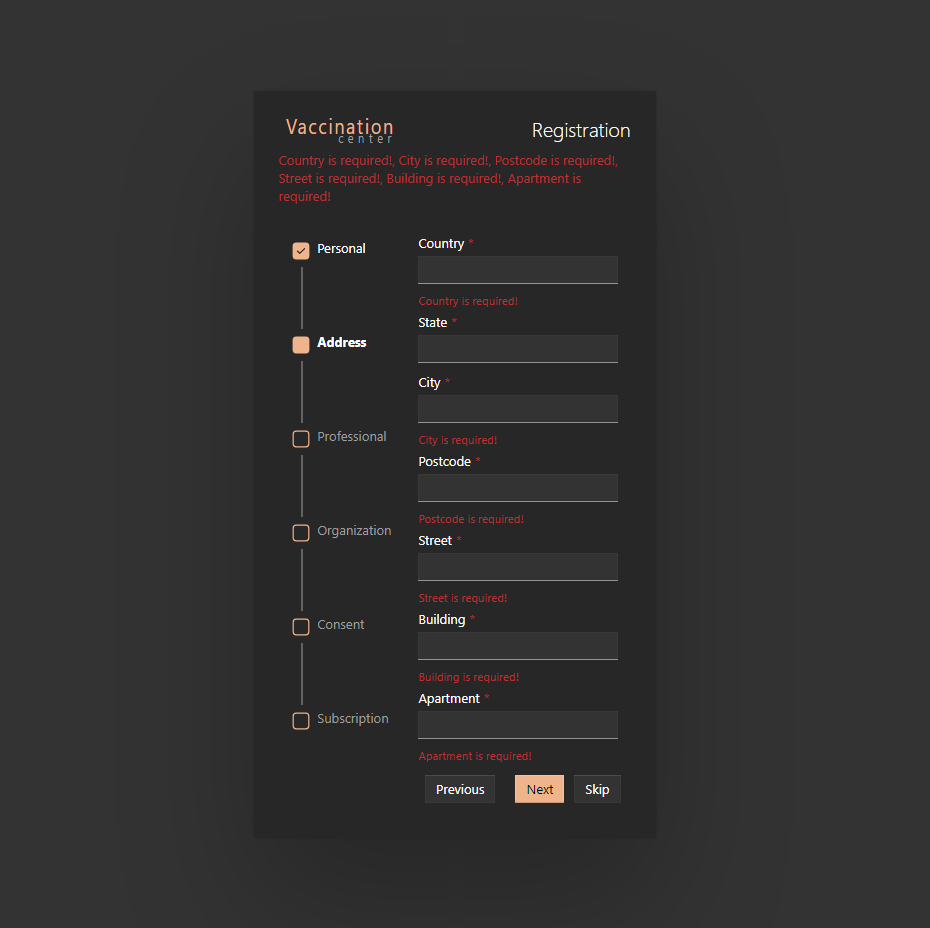 Vaccination
center
Registration
Country is required!, City is required!, Postcode is required!,
Street is required!, Building is required!, Apartment is
required!
Personal
Address
Professional
Organization
Consent
Subscription
Country *
Country is required!
State *
City *
City is required!
Postcode *
Postcode is required!
Street *
Street is required!
Building *
Building is required!
Apartment *
Apartment is required!
Previous
Next
Skip